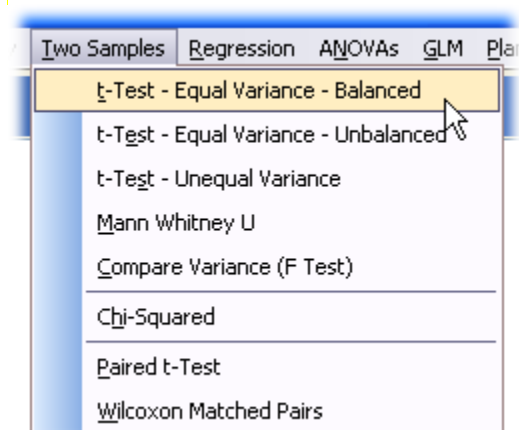 Two Samples Regression ANOVAs GLM
t-Test - Equal Variance - Balanced
t-Test - Equal Variance - Unbalanced
t-Test - Unequal Variance
Mann Whitney U
Compare Variance (F Test)
Chi-Squared
Paired t-Test
Wilcoxon Matched Pairs